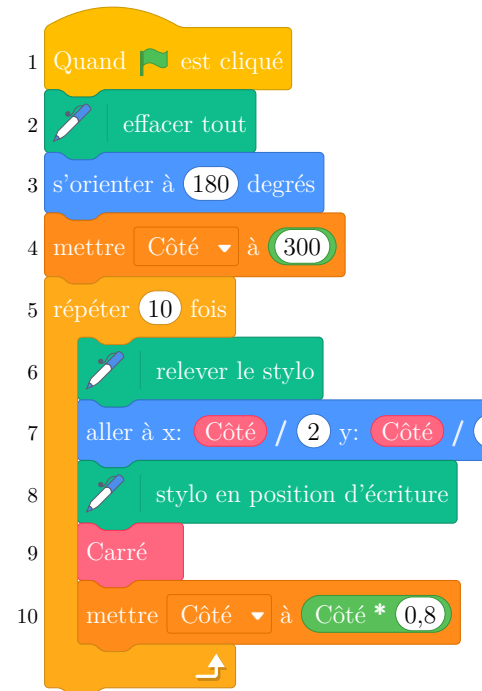 1 Quand est cliqué
2 effacer tout
3 s'orienter à 180 degrés
4 mettre Côté à 300
5 répéter 10 fois
6 relever le stylo
7 aller à x: Côté / 2 y: Côté /
8 stylo en position d'écriture
9 Carré
10 mettre Côté à Côté * 0,8